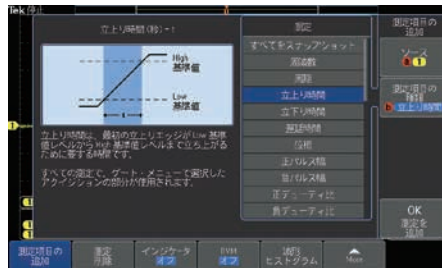 Tek 停止
立上り時間(秒) - t
High
基準値
Low
基準値
t
立上り時間は、最初の立上りエッジが Low 基準
値レベルから High 基準値レベルまで立ち上がる
ために要する時間です。
すべての測定で、ゲート・メニューで選択した
アクイジションの部分が使用されます。
測定
すべてをスナップショット
周波数
周期
立上り時間
立下り時間
遅延時間
位相
正パルス幅
負パルス幅
正デューティ比
負デューティ比
測定項目の
追加
ソース
1
測定項目の
種類
立上り時間
OK
測定を
追加
測定項目の
追加
測定
削除
インジケータ
オフ
DVM
オフ
波形
ヒストグラム
More